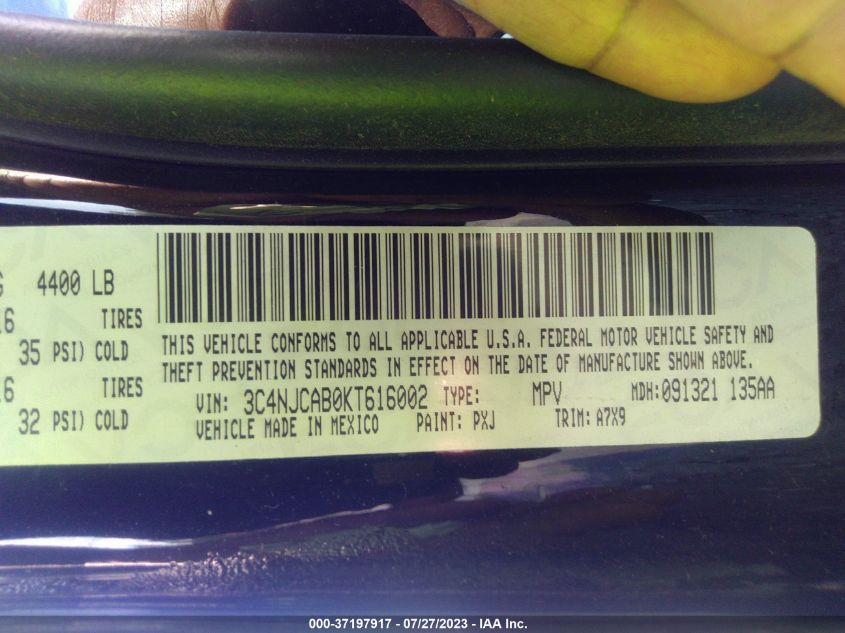 4400 LB
16 TIRES
35 PSI) COLD
16 TIRES
32 PSI) COLD
THIS VEHICLE CONFORMS TO ALL APPLICABLE U.S.A. FEDERAL MOTOR VEHICLE SAFETY AND
THEFT PREVENTION STANDARDS IN EFFECT ON THE DATE OF MANUFACTURE SHOWN ABOVE.
VIN: 3C4NJCAB0KT616002 TYPE: MPV MDH:091321 135AA
VEHICLE MADE IN MEXICO PAINT: PXJ TRIM: A7X9
000-37197917 - 07/27/2023 - IAA Inc.